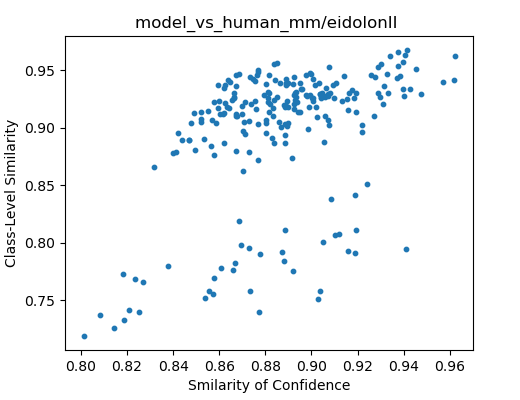 model_vs_human_mm/eidolonII
Class-Level Similarity
0.95
0.90
0.85
0.80
0.75
0.80 0.82 0.84 0.86 0.88 0.90 0.92 0.94 0.96
Smilarity of Confidence